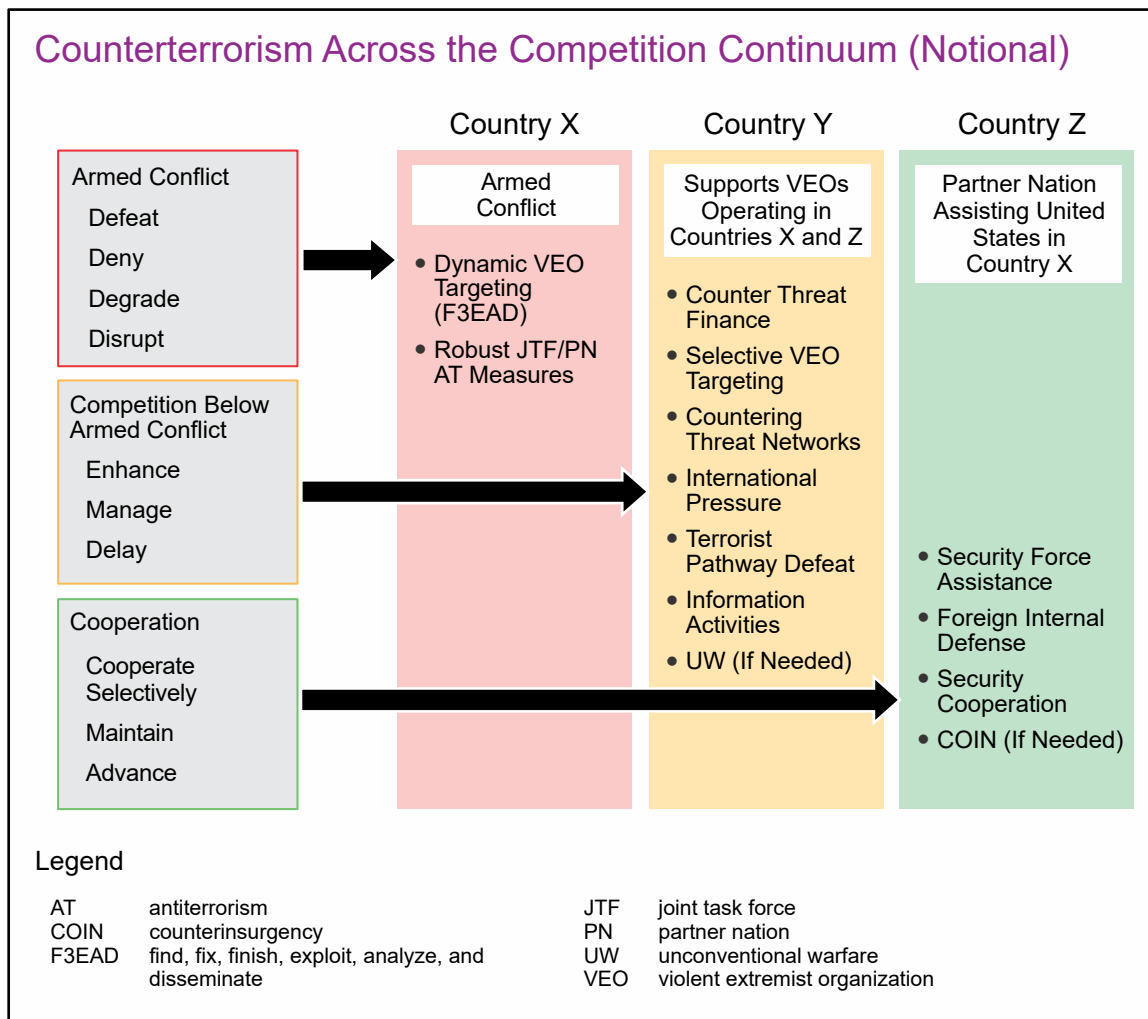 Counterterrorism Across the Competition Continuum (Notional)
Country X
Country Y
Country Z
Armed Conflict
Defeat
Deny
Degrade
Disrupt
Competition Below
Armed Conflict
Enhance
Manage
Delay
Cooperation
Cooperate
Selectively
Maintain
Advance
Armed
Conflict
• Dynamic VEO
Targeting
(F3EAD)
• Robust JTF/PN
AT Measures
Supports VEOs
Operating in
Countries X and Z
• Counter Threat
Finance
• Selective VEO
Targeting
• Countering
Threat Networks
• International
Pressure
• Terrorist
Pathway Defeat
• Information
Activities
• UW (If Needed)
Partner Nation
Assisting United
States in
Country X
• Security Force
Assistance
• Foreign Internal
Defense
• Security
Cooperation
• COIN (If Needed)
Legend
AT antiterrorism
COIN counterinsurgency
F3EAD find, fix, finish, exploit, analyze, and
disseminate
JTF joint task force
PN partner nation
UW unconventional warfare
VEO violent extremist organization